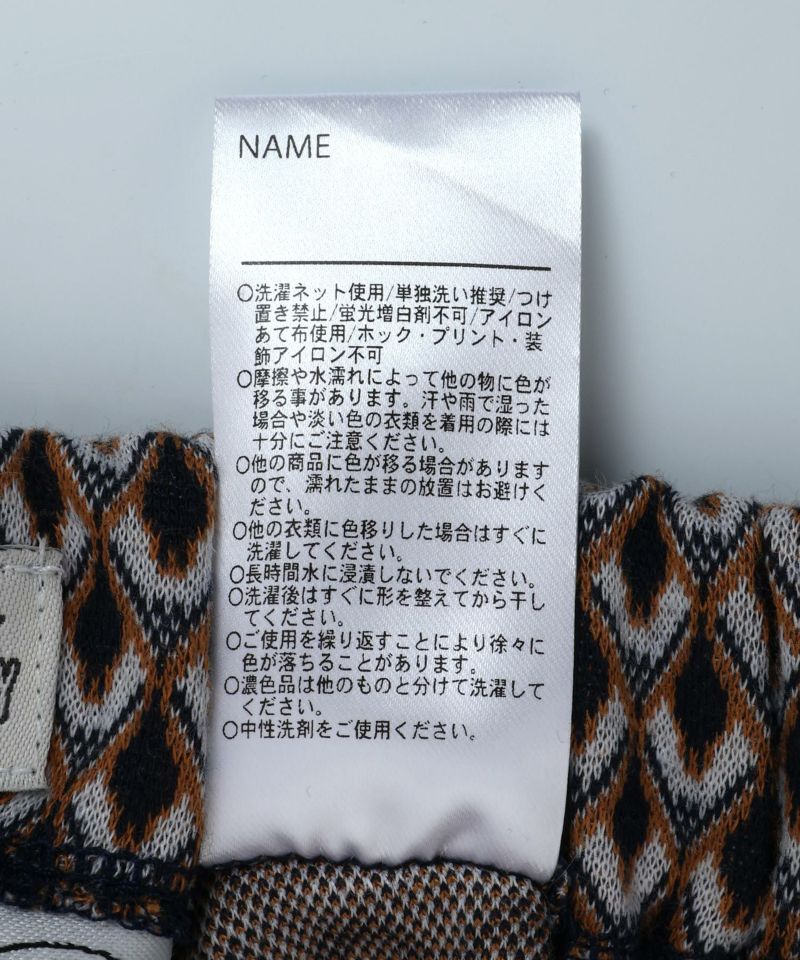 NAME
○洗濯ネット使用/単独洗い推奨/つけ
置き禁止/蛍光増白剤不可/アイロン
あて布使用/ホック・プリント・装
飾アイロン不可
○摩擦や水濡れによって他の物に色が
移る事があります。汗や雨で湿った
場合や淡い色の衣類を着用の際には
十分にご注意ください。
○他の商品に色が移る場合があります
ので、濡れたままの放置はお避けく
ださい。
○他の衣類に色移りした場合はすぐに
洗濯してください。
○長時間水に浸漬しないでください。
○洗濯後はすぐに形を整えてから干し
てください。
○ご使用を繰り返すことにより徐々に
色が落ちることがあります。
○濃色品は他のものと分けて洗濯して
ください。
○中性洗剤をご使用ください。